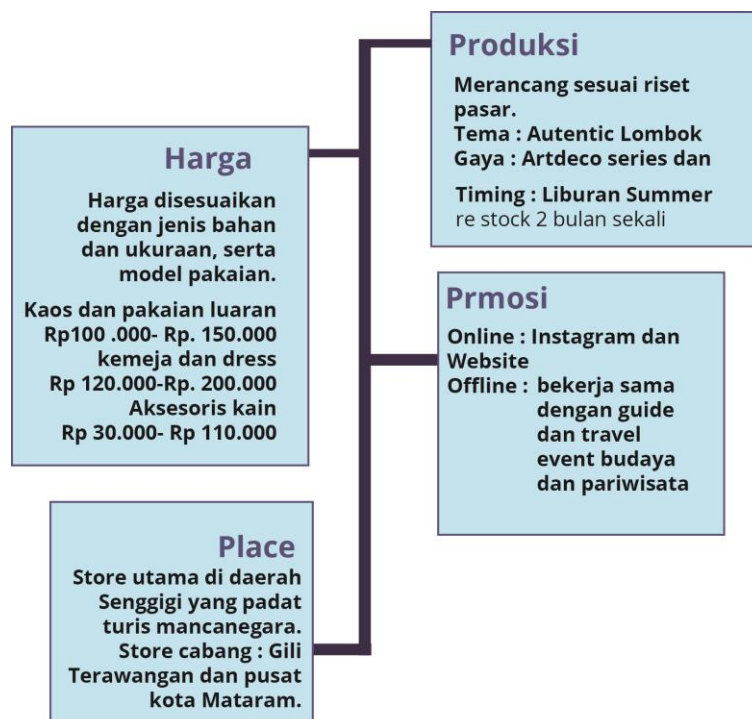 Produksi
Merancang sesuai riset
pasar.
Tema : Autentic Lombok
Gaya : Artdeco series dan
Timing : Liburan Summer
re stock 2 bulan sekali
Harga
Harga disesuaikan
dengan jenis bahan
dan ukuraan, serta
model pakaian.
Kaos dan pakaian luaran
Rp100 .000- Rp. 150.000
kemeja dan dress
Rp 120.000-Rp. 200.000
Aksesoris kain
Rp 30.000- Rp 110.000
Prmosi
Online : Instagram dan
Website
Offline : bekerja sama
dengan guide
dan travel
event budaya
dan pariwisata
Place
Store utama di daerah
Senggigi yang padat
turis mancanegara.
Store cabang : Gili
Terawangan dan pusat
kota Mataram.